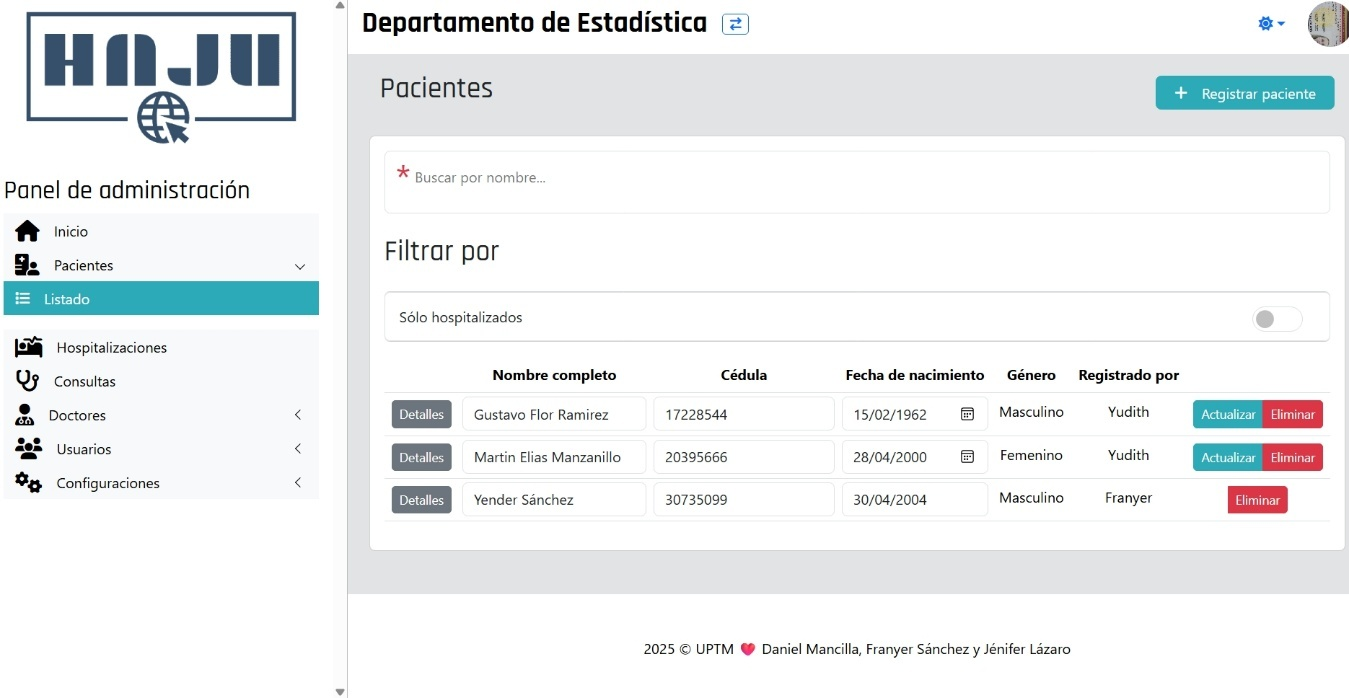 HNJU
Panel de administración
Inicio
Pacientes
Listado
Hospitalizaciones
Consultas
Doctores
Usuarios
Configuraciones
Departamento de Estadística
Pacientes
+ Registrar paciente
* Buscar por nombre...
Filtrar por
Sólo hospitalizados
Nombre completo Cédula Fecha de nacimiento Género Registrado por
Detalles Gustavo Flor Ramirez 17228544 15/02/1962 Masculino Yudith Actualizar Eliminar
Detalles Martin Elias Manzanillo 20395666 28/04/2000 Femenino Yudith Actualizar Eliminar
Detalles Yender Sánchez 30735099 30/04/2004 Masculino Franyer Eliminar
2025 © UPTM ❤ Daniel Mancilla, Franyer Sánchez y Jénifer Lázaro